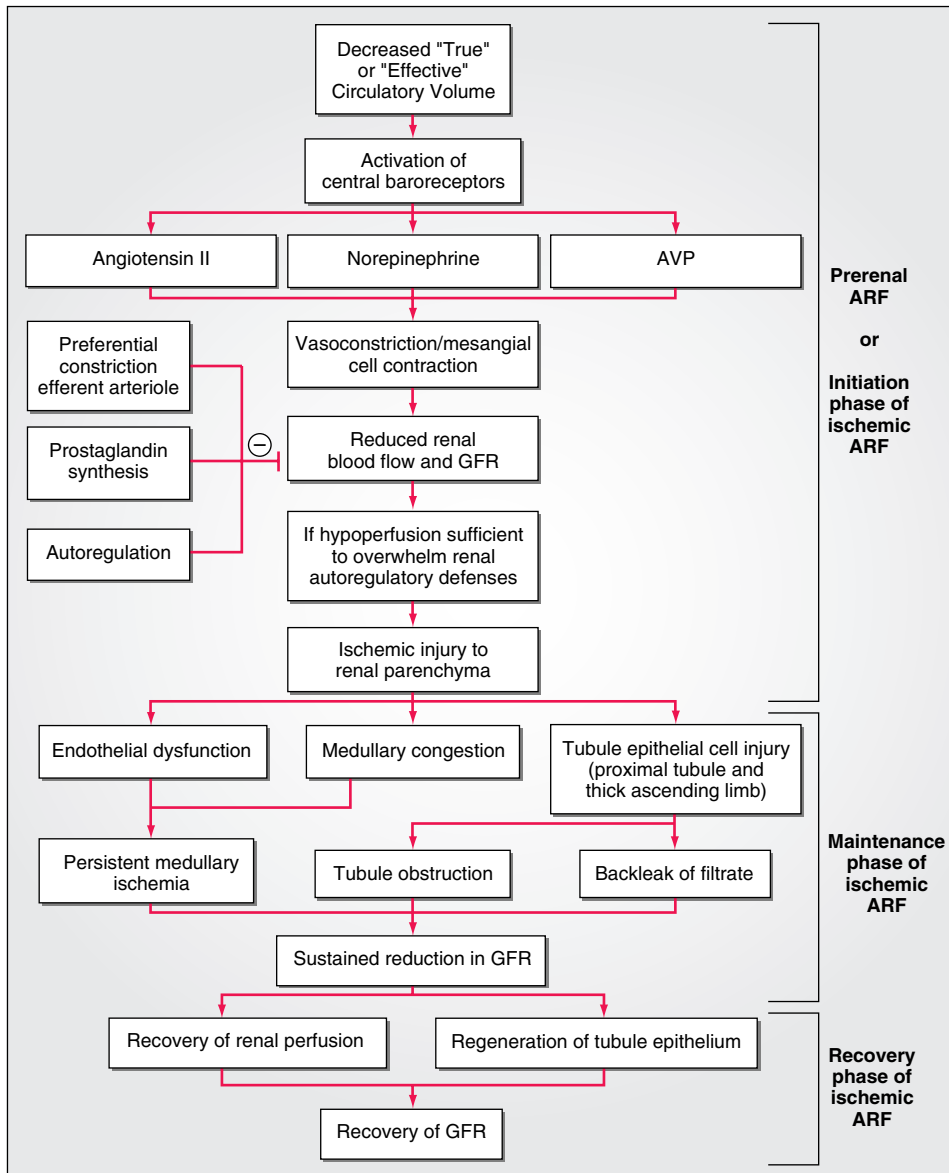 Decreased "True"
or "Effective"
Circulatory Volume
Activation of
central baroreceptors
Angiotensin II
Norepinephrine
AVP
Preferential
constriction
efferent arteriole
Prostaglandin
synthesis
Autoregulation
−
Vasoconstriction/mesangial
cell contraction
Reduced renal
blood flow and GFR
If hypoperfusion sufficient
to overwhelm renal
autoregulatory defenses
Ischemic injury to
renal parenchyma
Prerenal
ARF
or
Initiation
phase of
ischemic
ARF
Endothelial dysfunction
Medullary congestion
Tubule epithelial cell injury
(proximal tubule and
thick ascending limb)
Persistent medullary
ischemia
Tubule obstruction
Backleak of filtrate
Sustained reduction in GFR
Maintenance
phase of
ischemic
ARF
Recovery of renal perfusion
Regeneration of tubule epithelium
Recovery of GFR
Recovery
phase of
ischemic
ARF